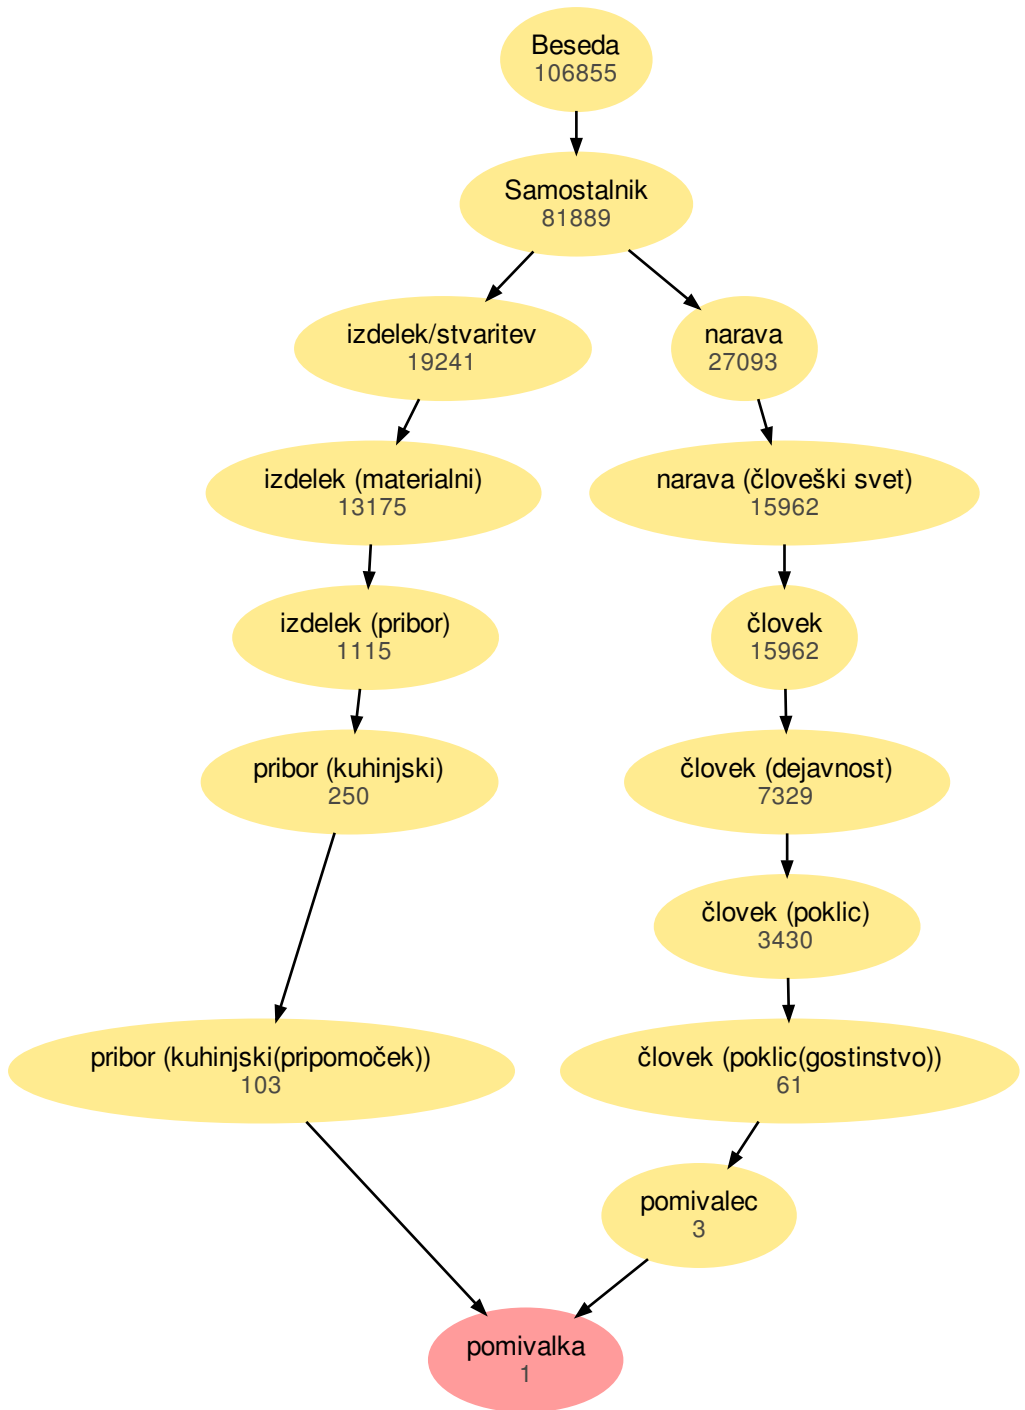 Beseda
106855
Samostalnik
81889
izdelek/stvaritev
19241
narava
27093
izdelek (materialni)
13175
narava (človeški svet)
15962
izdelek (pribor)
1115
človek
15962
pribor (kuhinjski)
250
človek (dejavnost)
7329
človek (poklic)
3430
pribor (kuhinjski(pripomoček))
103
človek (poklic(gostinstvo))
61
pomivalec
3
pomivalka
1